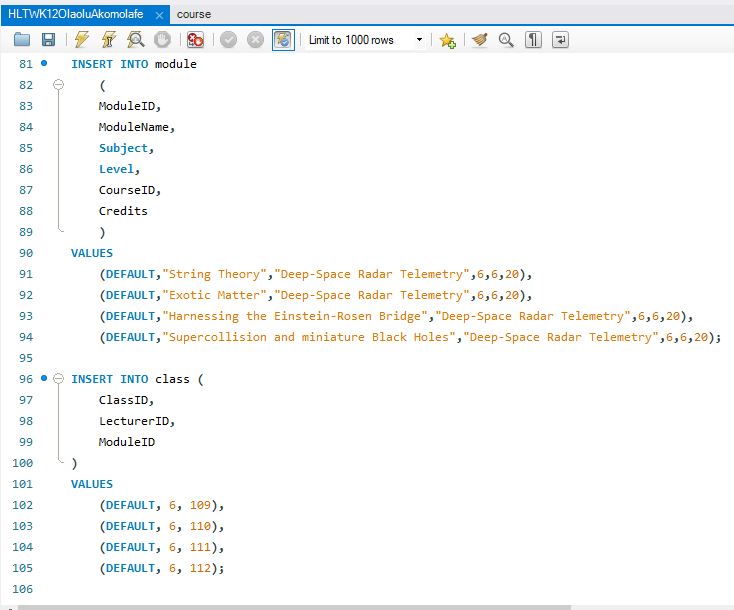 HLTWK12OlaoluAkomolafe × course
Limit to 1000 rows
81 INSERT INTO module
82 (
83 ModuleID,
84 ModuleName,
85 Subject,
86 Level,
87 CourseID,
88 Credits
89 )
90 VALUES
91 (DEFAULT,"String Theory","Deep-Space Radar Telemetry",6,6,20),
92 (DEFAULT,"Exotic Matter","Deep-Space Radar Telemetry",6,6,20),
93 (DEFAULT,"Harnessing the Einstein-Rosen Bridge","Deep-Space Radar Telemetry",6,6,20),
94 (DEFAULT,"Supercollision and miniature Black Holes","Deep-Space Radar Telemetry",6,6,20);
95
96 INSERT INTO class (
97 ClassID,
98 LecturerID,
99 ModuleID
100 )
101 VALUES
102 (DEFAULT, 6, 109),
103 (DEFAULT, 6, 110),
104 (DEFAULT, 6, 111),
105 (DEFAULT, 6, 112);
106